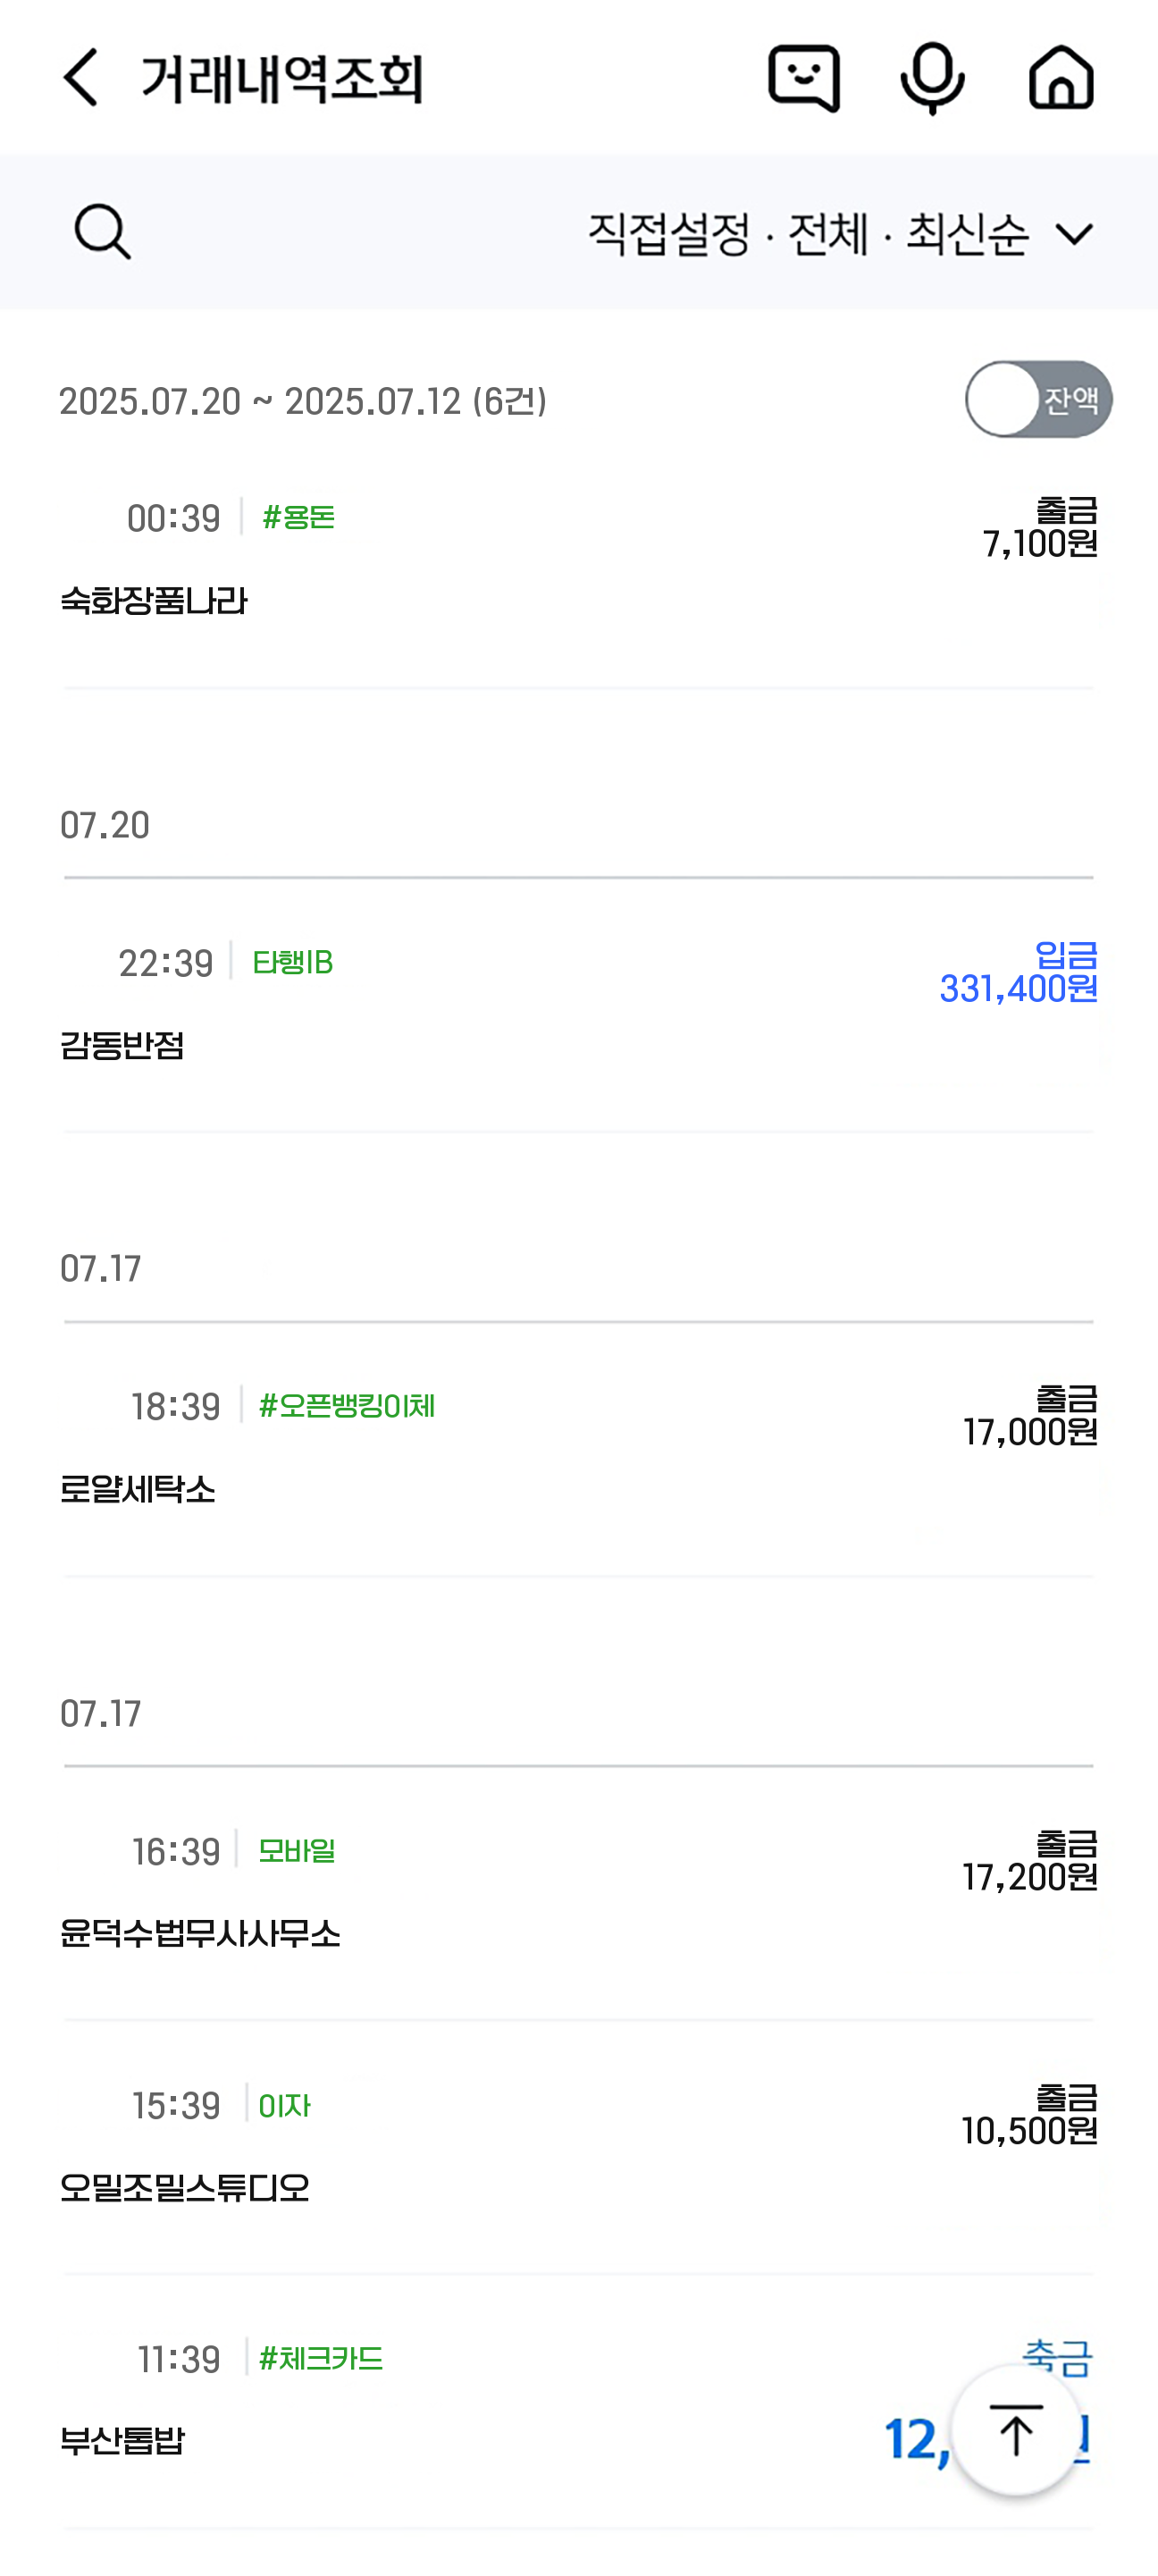 거래내역조회
직접설정 · 전체 · 최신순
2025.07.20 ~ 2025.07.12 (6건)
잔액
00:39 #용돈
출금
7,100원
숙화장품나라
07.20
22:39 타행IB
입금
331,400원
감동반점
07.17
18:39 #오픈뱅킹이체
출금
17,000원
로얄세탁소
07.17
16:39 모바일
출금
17,200원
윤덕수법무사사무소
15:39 이자
출금
10,500원
오밀조밀스튜디오
11:39 #체크카드
출금
12,
부산톱밥